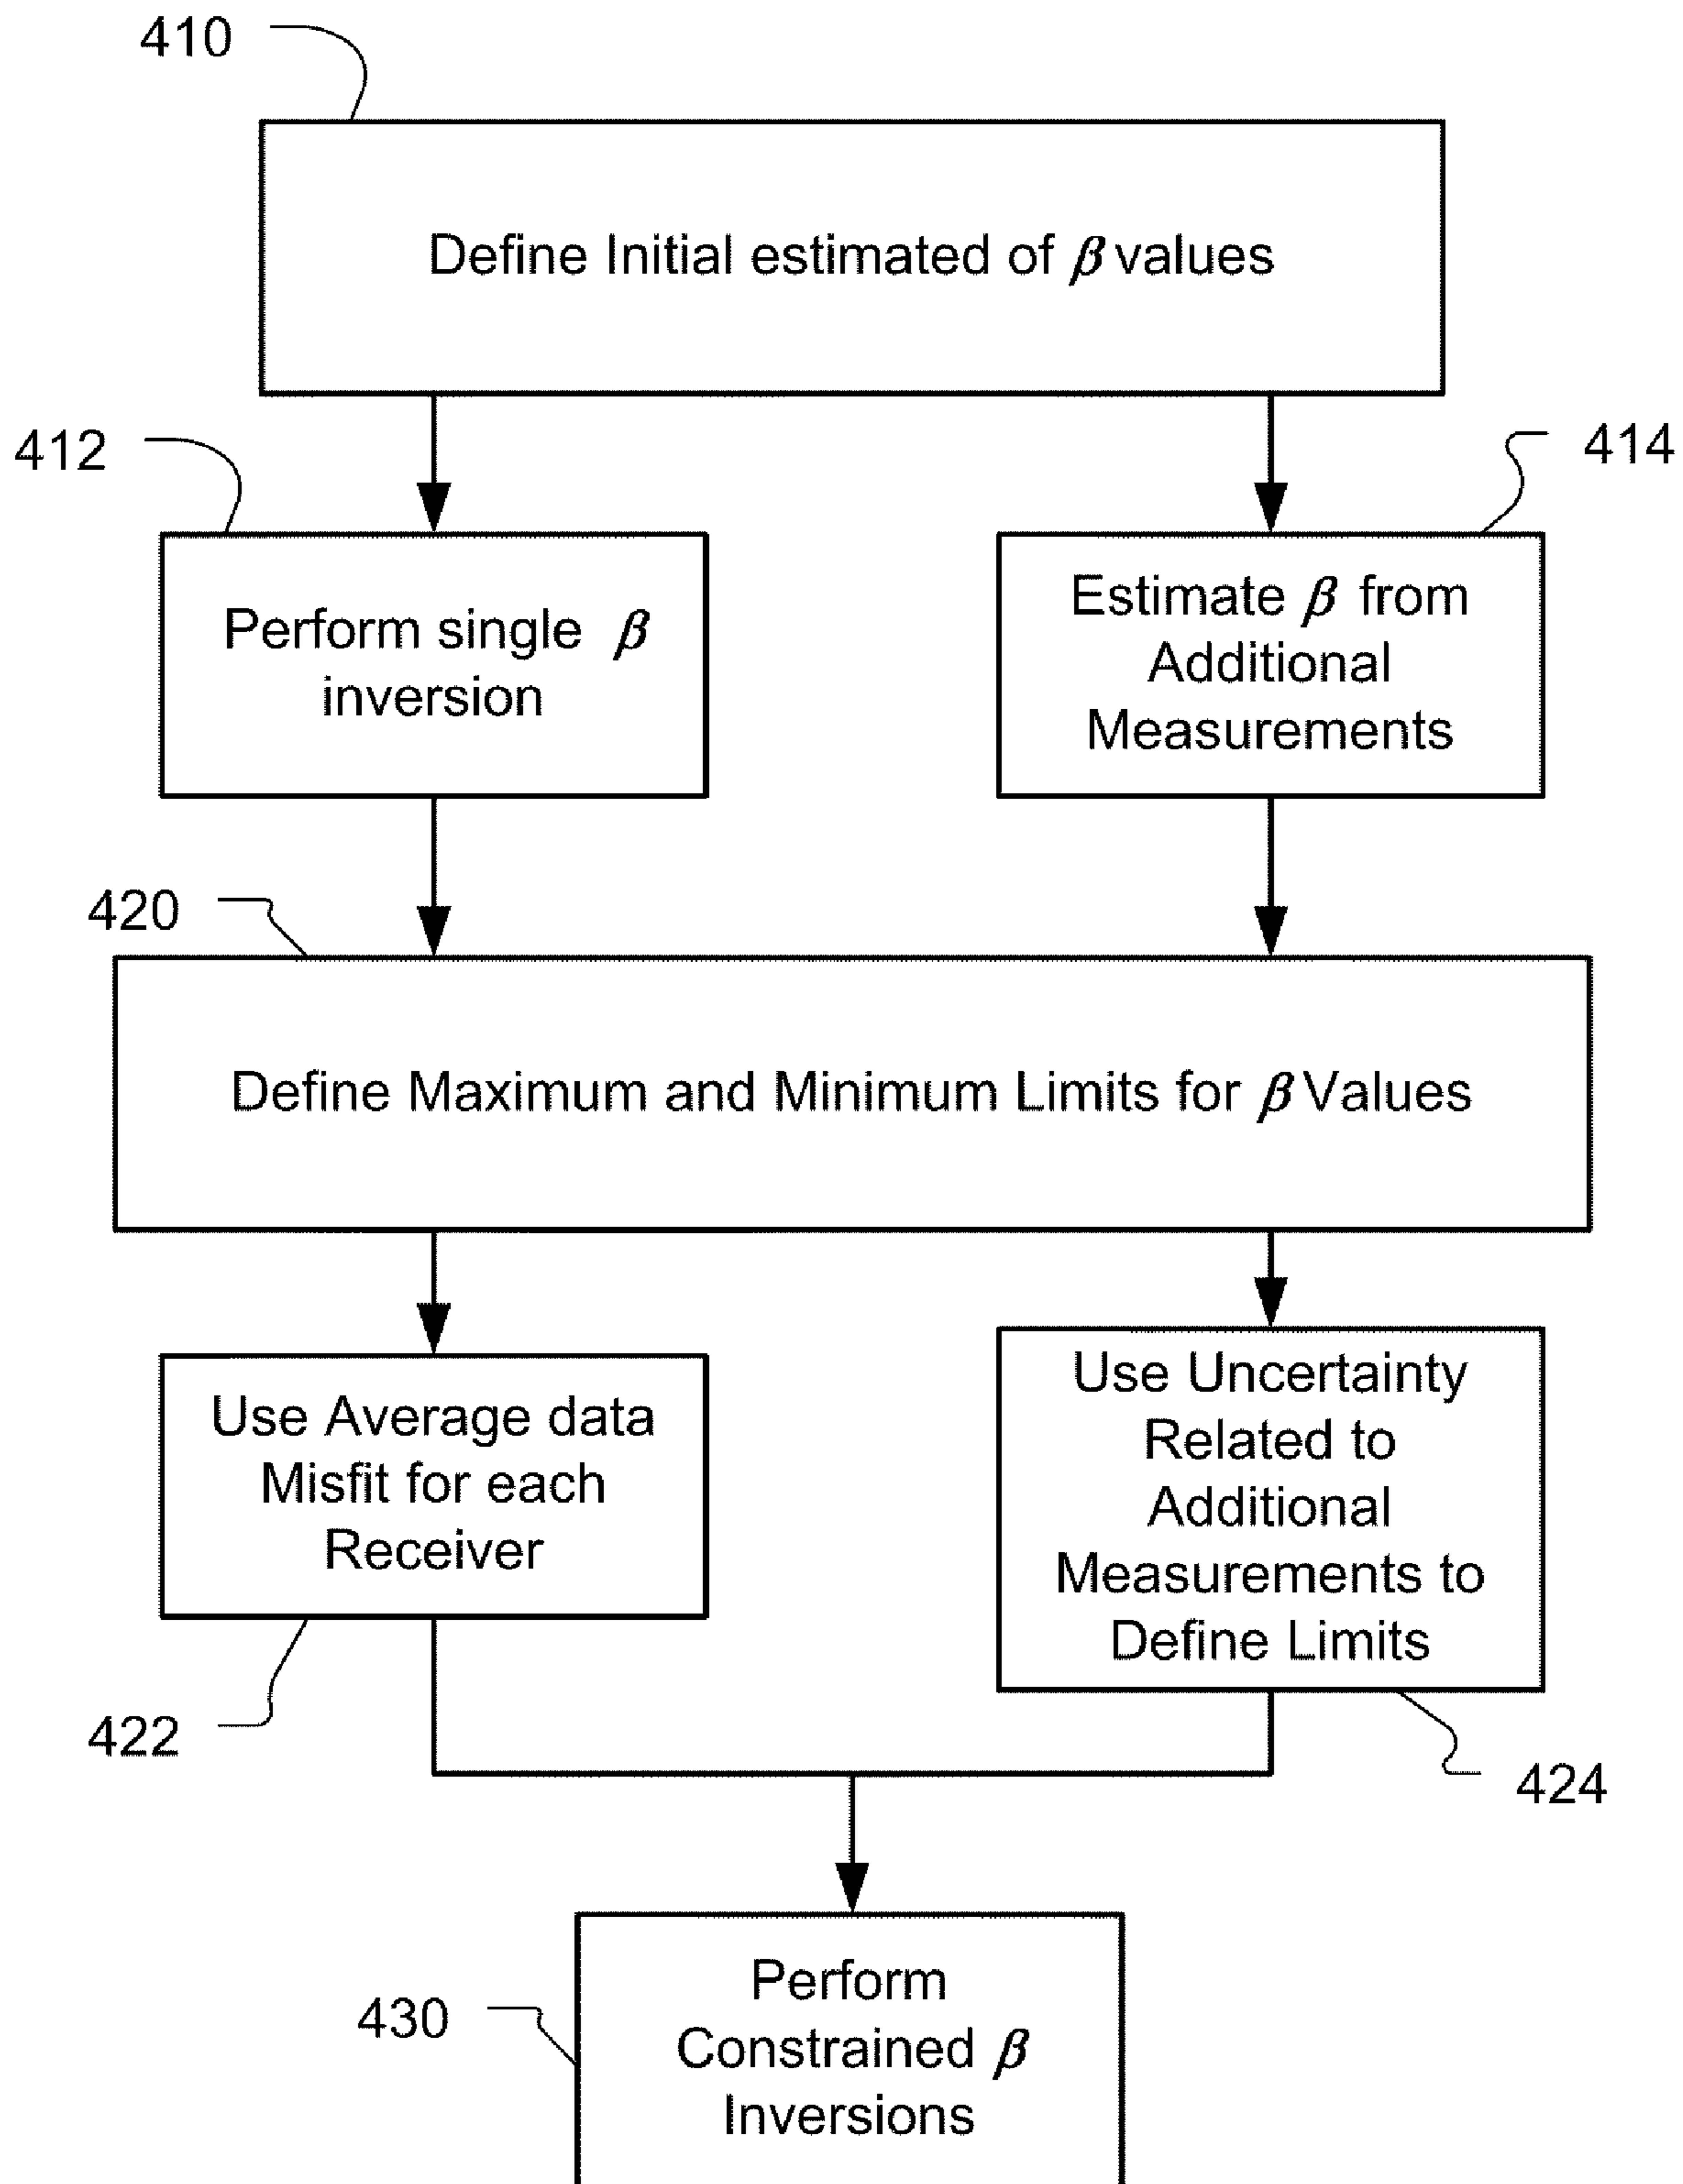 410
Define Initial estimated of β values
412
414
Perform single β
inversion
Estimate β from
Additional
Measurements
420
Define Maximum and Minimum Limits for β Values
Use Average data
Misfit for each
Receiver
Use Uncertainty
Related to
Additional
Measurements to
Define Limits
422
424
430
Perform
Constrained β
Inversions